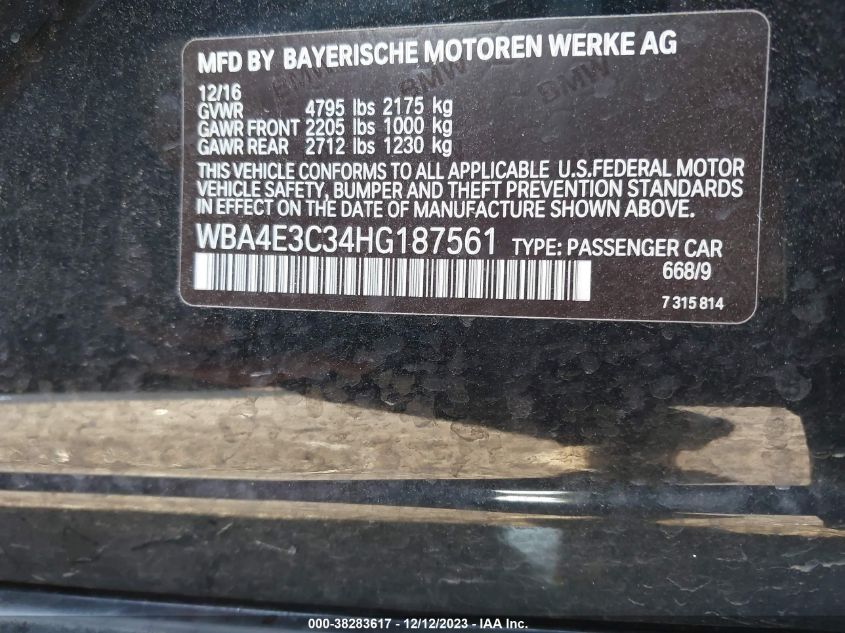 MFD BY BAYERISCHE MOTOREN WERKE AG
12/16
GVWR 4795 lbs 2175 kg
GAWR FRONT 2205 lbs 1000 kg
GAWR REAR 2712 lbs 1230 kg
THIS VEHICLE CONFORMS TO ALL APPLICABLE U.S.FEDERAL MOTOR
VEHICLE SAFETY, BUMPER AND THEFT PREVENTION STANDARDS
IN EFFECT ON THE DATE OF MANUFACTURE SHOWN ABOVE.
WBA4E3C34HG187561 TYPE: PASSENGER CAR
668/9
7 315 814
BMW
BMW
BMW
000-38283617 - 12/12/2023 - IAA Inc.